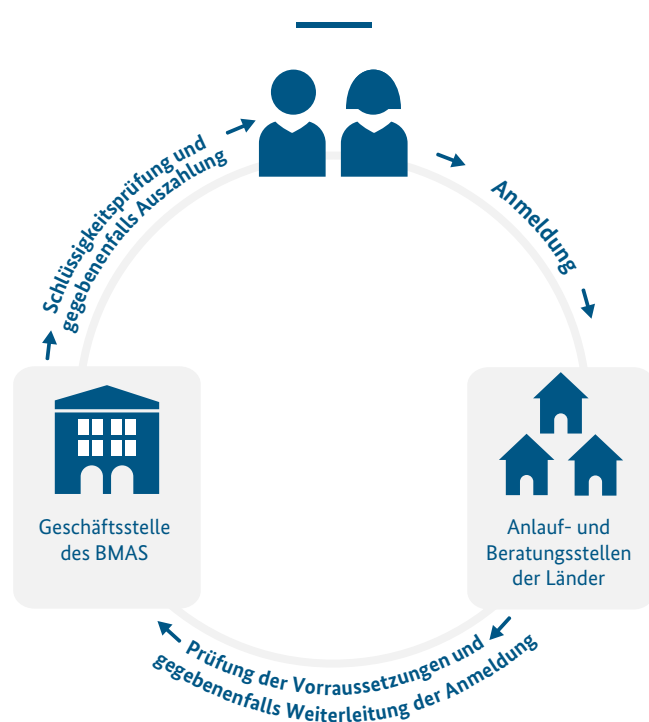 Anmeldung
Anlauf- und
Beratungsstellen
der Länder
Prüfung der Vorraussetzungen und
gegebenenfalls Weiterleitung der Anmeldung
Geschäftsstelle
des BMAS
Schlüssigkeitsprüfung und
gegebenenfalls Auszahlung